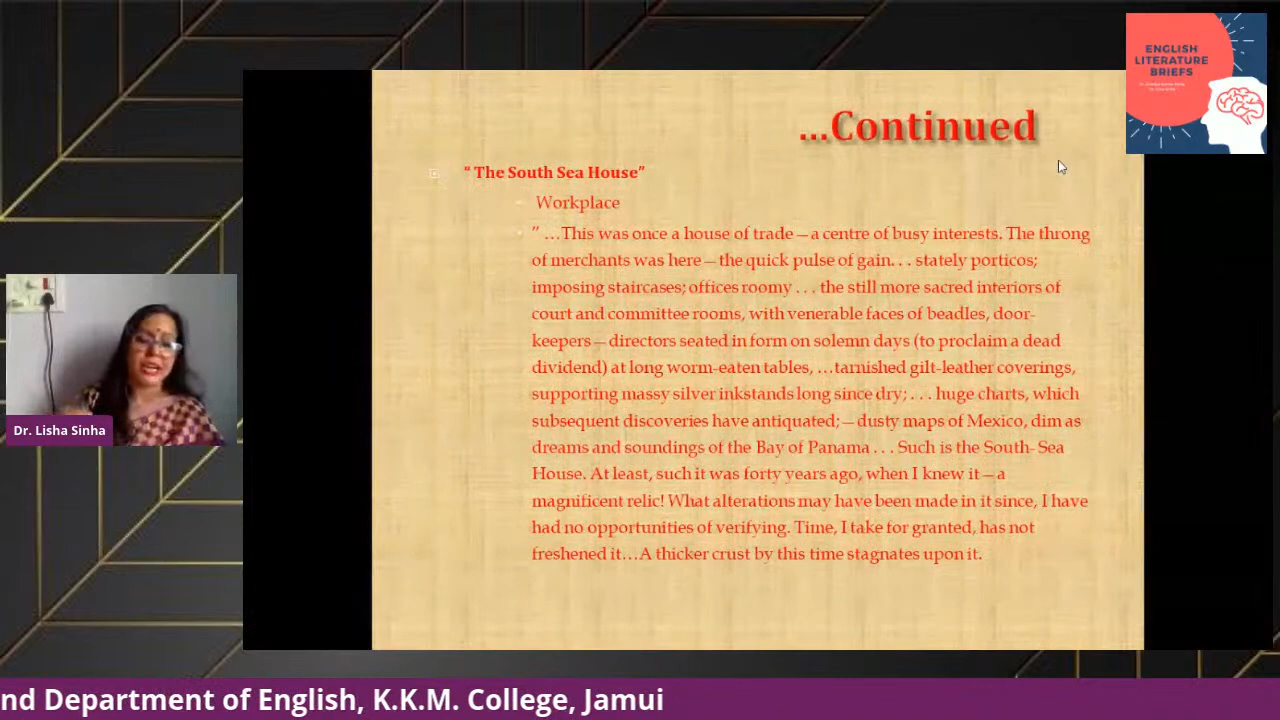 ENGLISH
LITERATURE
BRIEFS
...Continued
“ The South Sea House”
Workplace
” …This was once a house of trade—a centre of busy interests. The throng
of merchants was here—the quick pulse of gain. . . stately porticos;
imposing staircases; offices roomy . . . the still more sacred interiors of
court and committee rooms, with venerable faces of beadles, door-
keepers—directors seated in form on solemn days (to proclaim a dead
dividend) at long worm-eaten tables, …tarnished gilt-leather coverings,
supporting massy silver inkstands long since dry; . . . huge charts, which
subsequent discoveries have antiquated;—dusty maps of Mexico, dim as
dreams and soundings of the Bay of Panama . . . Such is the South- Sea
House. At least, such it was forty years ago, when I knew it—a
magnificent relic! What alterations may have been made in it since, I have
had no opportunities of verifying. Time, I take for granted, has not
freshened it…A thicker crust by this time stagnates upon it.
Dr. Lisha Sinha
nd Department of English, K.K.M. College, Jamui